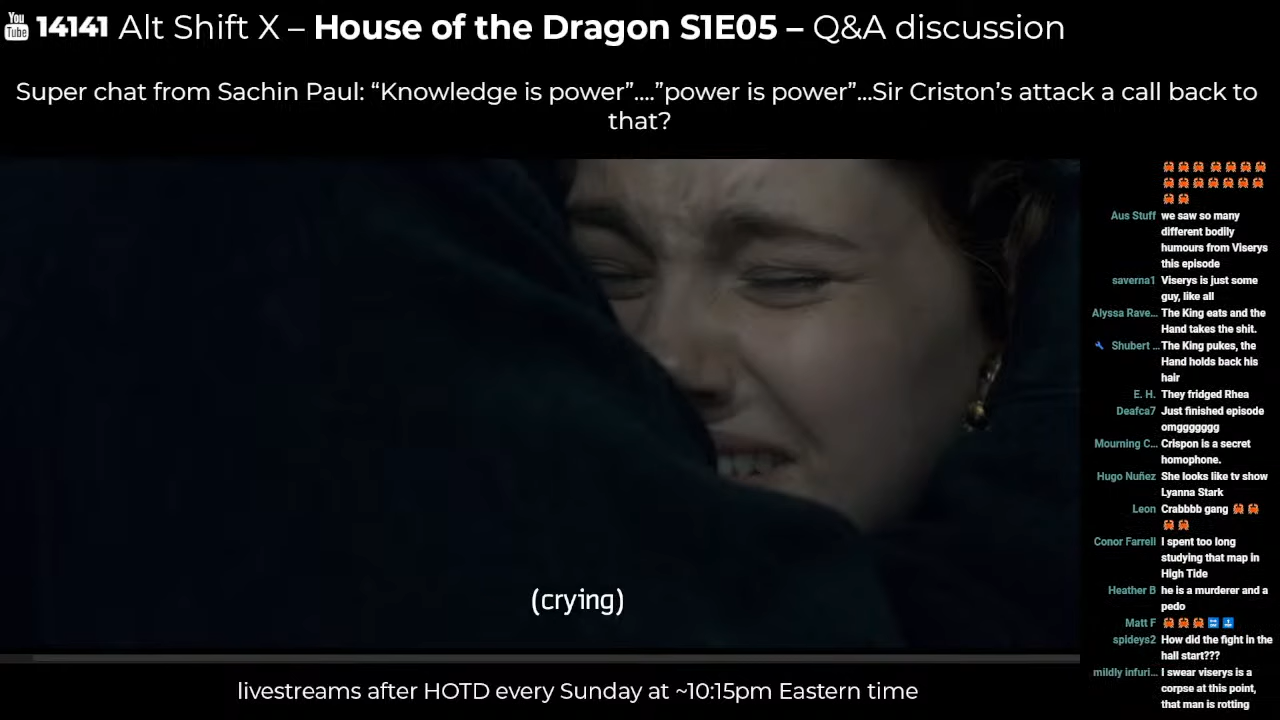 You Tube 14141 Alt Shift X – House of the Dragon S1E05 – Q&A discussion
Super chat from Sachin Paul: “Knowledge is power”....”power is power”...Sir Criston’s attack a call back to
that?
Aus Stuff we saw so many
different bodily
humours from Viserys
this episode
saverna1 Viserys is just some
guy, like all
Alyssa Rave... The King eats and the
Hand takes the shit.
Shubert ... The King pukes, the
Hand holds back his
hair
E. H. They fridged Rhea
Deafca7 Just finished episode
omggggggg
Mourning C... Crispon is a secret
homophone.
Hugo Nuñez She looks like tv show
Lyanna Stark
Leon Crabbbb gang
Conor Farrell I spent too long
studying that map in
High Tide
Heather B he is a murderer and a
pedo
Matt F
spideys2 How did the fight in the
hall start???
mildly infuri... I swear viserys is a
corpse at this point,
that man is rotting
(crying)
livestreams after HOTD every Sunday at ~10:15pm Eastern time